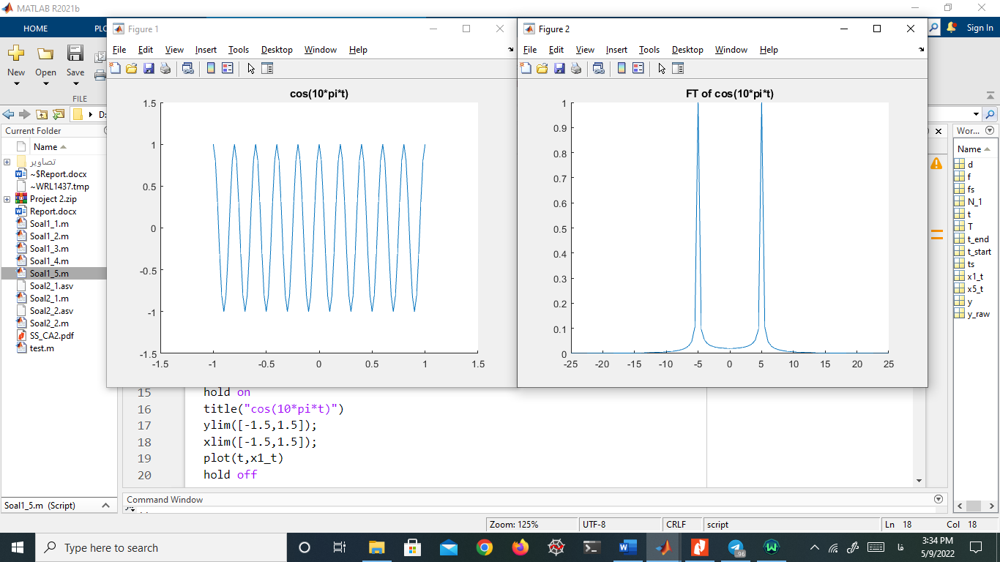 MATLAB R2021b
HOME
PLO
Sign In
New
Open
Save
FILE
D:
Current Folder
Name
تصاویر
~$Report.docx
~WRL1437.tmp
Project 2.zip
Report.docx
Soal1_1.m
Soal1_2.m
Soal1_3.m
Soal1_4.m
Soal1_5.m
Soal2_1.asv
Soal2_1.m
Soal2_2.asv
Soal2_2.m
SS_CA2.pdf
test.m
Soal1_5.m (Script)
Figure 1
File Edit View Insert Tools Desktop Window Help
cos(10*pi*t)
1.5
1
0.5
0
-0.5
-1
-1.5
-1.5 -1 -0.5 0 0.5 1 1.5
Figure 2
File Edit View Insert Tools Desktop Window Help
FT of cos(10*pi*t)
1
0.9
0.8
0.7
0.6
0.5
0.4
0.3
0.2
0.1
0
-25 -20 -15 -10 -5 0 5 10 15 20 25
15 hold on
16 title("cos(10*pi*t)")
17 ylim([-1.5,1.5]);
18 xlim([-1.5,1.5]);
19 plot(t,x1_t)
20 hold off
Command Window
Wor...
Name
d
f
fs
N_1
t
T
t_end
t_start
ts
x1_t
x5_t
y
y_raw
Zoom: 125% UTF-8 CRLF script Ln 18 Col 18
Type here to search
.96
فا
3:34 PM
5/9/2022